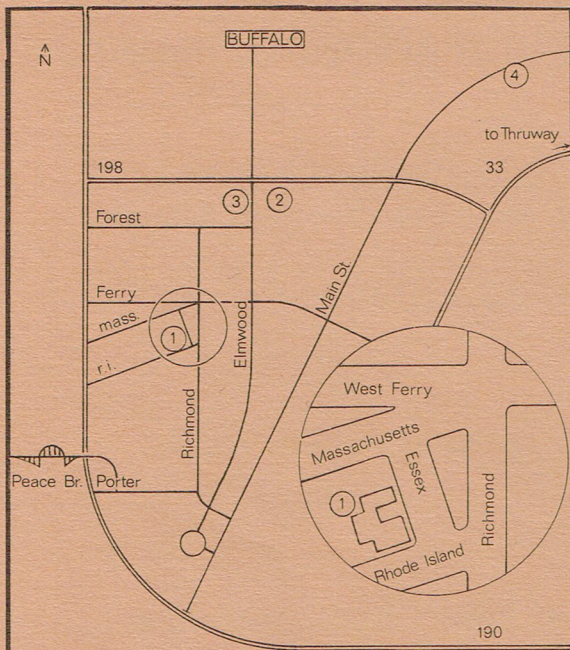 BUFFALO
N
4
to Thruway
198
33
3
2
Forest
Ferry
mass.
Main St.
1
Elmwood
r.i.
West Ferry
Richmond
Massachusetts
Essex
Peace Br.
Porter
1
Richmond
Rhode Island
190